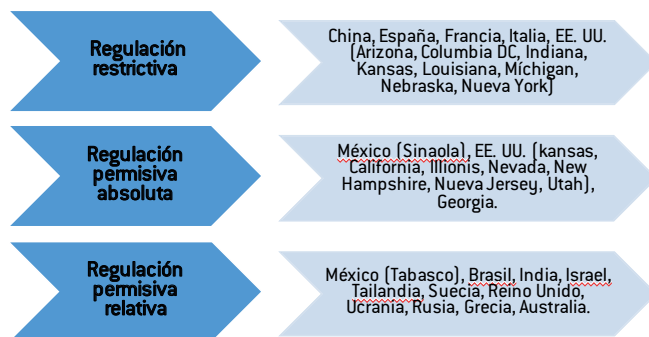 Regulación
restrictiva
China, España, Francia, Italia, EE. UU.
(Arizona, Columbia DC, Indiana,
Kansas, Louisiana, Míchigan,
Nebraska, Nueva York)
Regulación
permisiva
absoluta
México (Sinaola), EE. UU. (kansas,
California, Illionis, Nevada, New
Hampshire, Nueva Jersey, Utah),
Georgia.
Regulación
permisiva
relativa
México (Tabasco), Brasil, India, Israel,
Tailandia, Suecia, Reino Unido,
Ucrania, Rusia, Grecia, Australia.